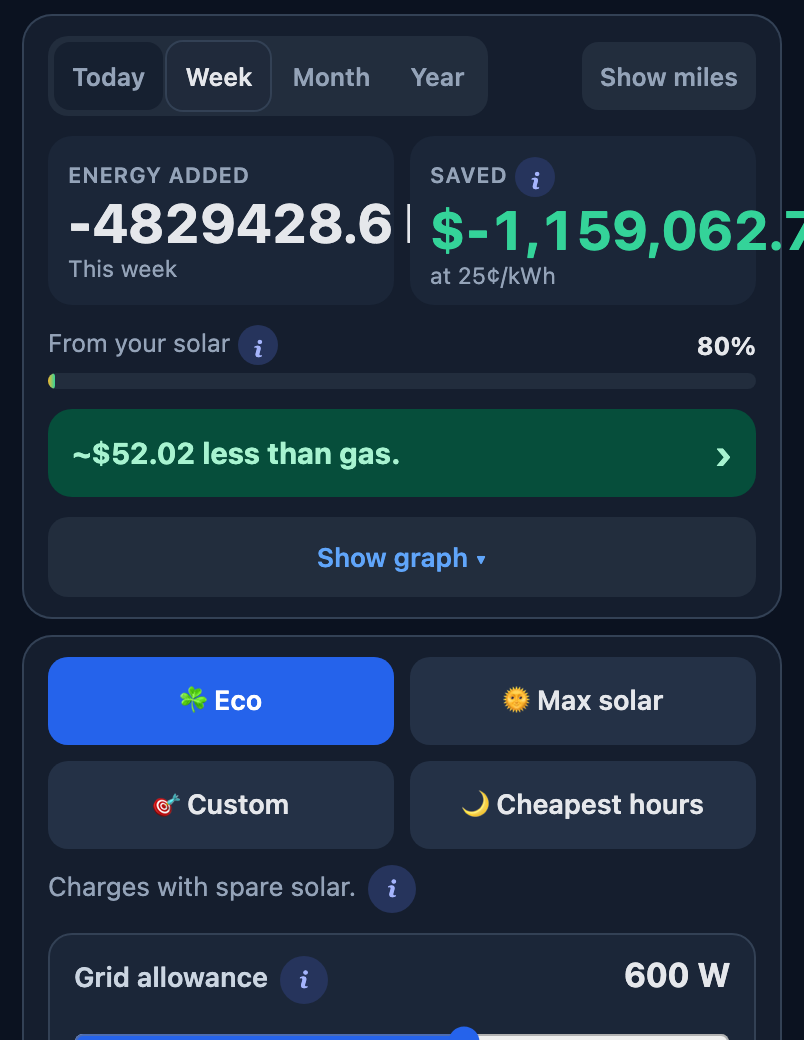 Today Week Month Year Show miles
ENERGY ADDED
-4829428.6
This week
SAVED i
$-1,159,062.7
at 25¢/kWh
From your solar i 80%
~$52.02 less than gas. ›
Show graph ▾
☘️ Eco
🌞 Max solar
🎯 Custom
🌙 Cheapest hours
Charges with spare solar. i
Grid allowance i 600 W